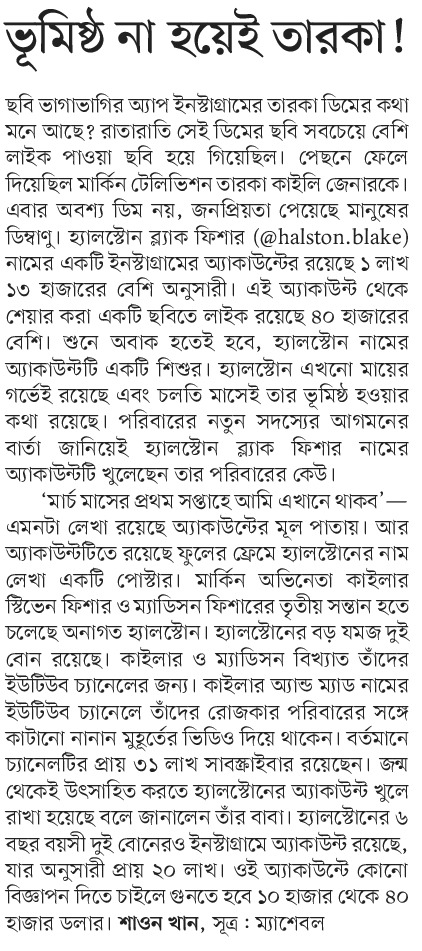 ভূমিষ্ঠ না হয়েই তারকা!
ছবি ভাগাভাগির অ্যাপ ইনস্টাগ্রামের তারকা ডিমের কথা
মনে আছে? রাতারাতি সেই ডিমের ছবি সবচেয়ে বেশি
লাইক পাওয়া ছবি হয়ে গিয়েছিল। পেছনে ফেলে
দিয়েছিল মার্কিন টেলিভিশন তারকা কাইলি জেনারকে।
এবার অবশ্য ডিম নয়, জনপ্রিয়তা পেয়েছে মানুষের
ডিম্বাণু। হ্যালস্টোন ব্ল্যাক ফিশার (@halston.blake)
নামের একটি ইনস্টাগ্রামের অ্যাকাউন্টের রয়েছে ১ লাখ
১৩ হাজারের বেশি অনুসারী। এই অ্যাকাউন্ট থেকে
শেয়ার করা একটি ছবিতে লাইক রয়েছে ৪০ হাজারের
বেশি। শুনে অবাক হতেই হবে, হ্যালস্টোন নামের
অ্যাকাউন্টটি একটি শিশুর। হ্যালস্টোন এখনো মায়ের
গর্ভেই রয়েছে এবং চলতি মাসেই তার ভূমিষ্ঠ হওয়ার
কথা রয়েছে। পরিবারের নতুন সদস্যের আগমনের
বার্তা জানিয়েই হ্যালস্টোন ব্ল্যাক ফিশার নামের
অ্যাকাউন্টটি খুলেছেন তার পরিবারের কেউ।
‘মার্চ মাসের প্রথম সপ্তাহে আমি এখানে থাকব’—
এমনটা লেখা রয়েছে অ্যাকাউন্টের মূল পাতায়। আর
অ্যাকাউন্টটিতে রয়েছে ফুলের ফ্রেমে হ্যালস্টোনের নাম
লেখা একটি পোস্টার। মার্কিন অভিনেতা কাইলার
স্টিভেন ফিশার ও ম্যাডিসন ফিশারের তৃতীয় সন্তান হতে
চলেছে অনাগত হ্যালস্টোন। হ্যালস্টোনের বড় যমজ দুই
বোন রয়েছে। কাইলার ও ম্যাডিসন বিখ্যাত তাঁদের
ইউটিউব চ্যানেলের জন্য। কাইলার অ্যান্ড ম্যাড নামের
ইউটিউব চ্যানেলে তাঁদের রোজকার পরিবারের সঙ্গে
কাটানো নানান মুহূর্তের ভিডিও দিয়ে থাকেন। বর্তমানে
চ্যানেলটির প্রায় ৩১ লাখ সাবস্ক্রাইবার রয়েছেন। জন্ম
থেকেই উৎসাহিত করতে হ্যালস্টোনের অ্যাকাউন্ট খুলে
রাখা হয়েছে বলে জানালেন তাঁর বাবা। হ্যালস্টোনের ৬
বছর বয়সী দুই বোনেরও ইনস্টাগ্রামে অ্যাকাউন্ট রয়েছে,
যার অনুসারী প্রায় ২০ লাখ। ওই অ্যাকাউন্টে কোনো
বিজ্ঞাপন দিতে চাইলে গুনতে হবে ১০ হাজার থেকে ৪০
হাজার ডলার। শাওন খান, সূত্র : ম্যাশেবল